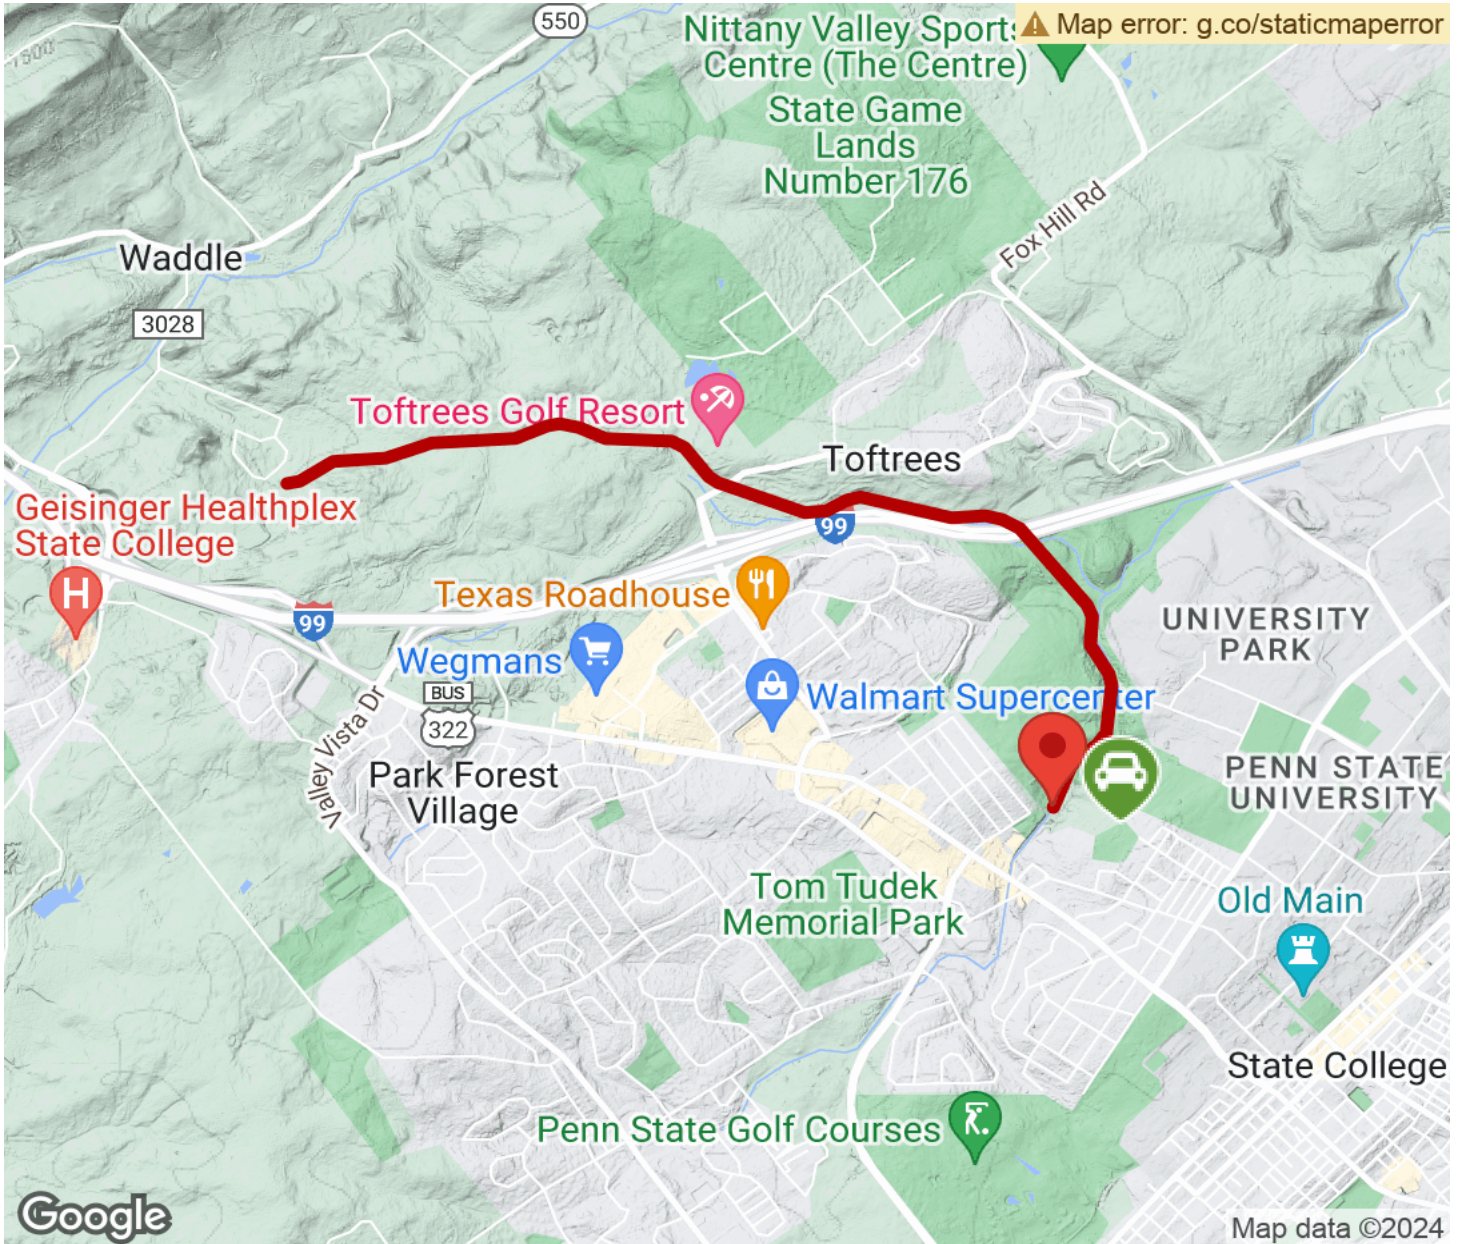 550
Nittany Valley Sports
Centre (The Centre)
Map error: g.co/staticmaperror
1500
State Game
Lands
Number 176
Fox Hill Rd
Waddle
3028
Toftrees Golf Resort
Toftrees
Geisinger Healthplex
State College
H
99
99
Texas Roadhouse
UNIVERSITY
PARK
Wegmans
BUS
322
Walmart Supercenter
Valley Vista Dr
Park Forest
Village
PENN STATE
UNIVERSITY
Tom Tudek
Memorial Park
Old Main
State College
Penn State Golf Courses
Google
Map data ©2024